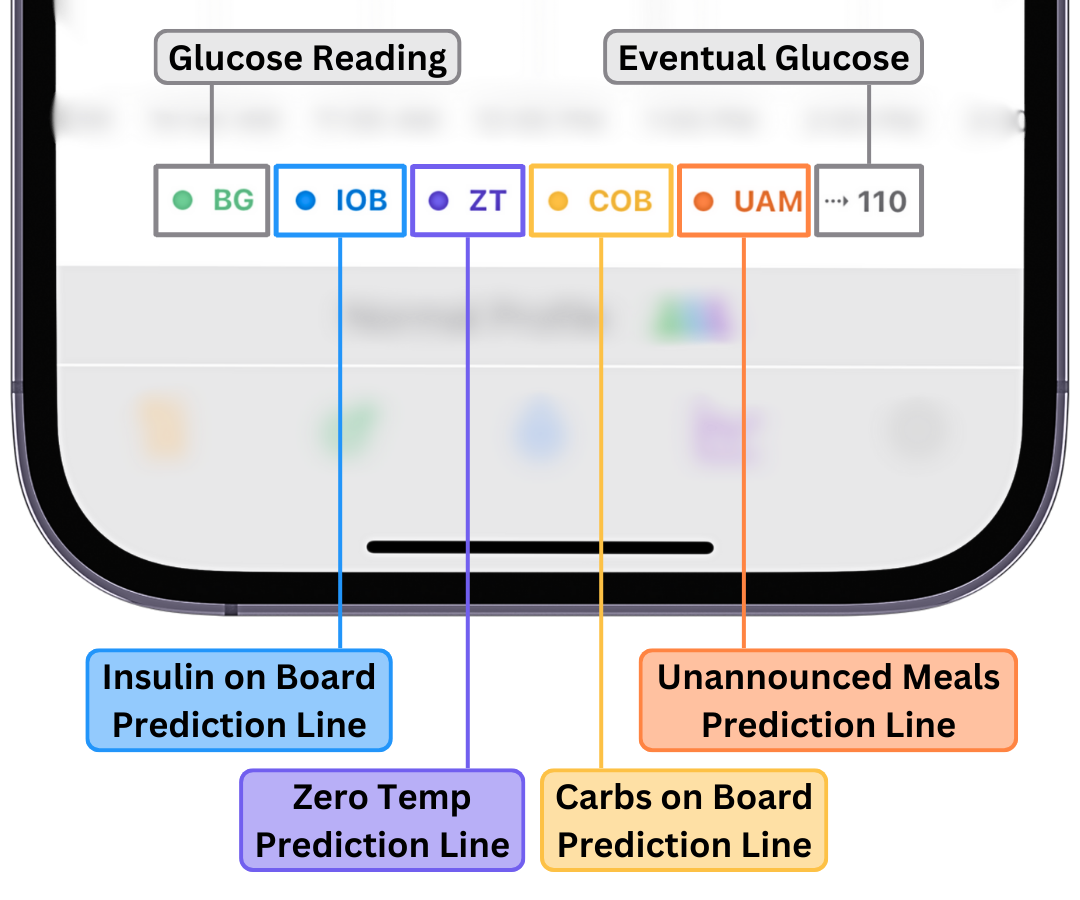 Glucose Reading
Eventual Glucose
BG
IOB
ZT
COB
UAM
110
Insulin on Board
Prediction Line
Unannounced Meals
Prediction Line
Zero Temp
Prediction Line
Carbs on Board
Prediction Line